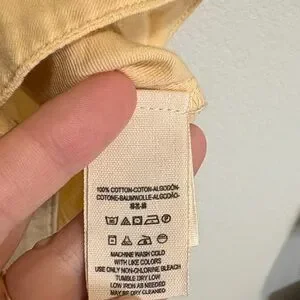 100% COTTON-COTON-ALGODÓN-
COTONE-BAUMWOLLE-ALGODÃO-
MACHINE WASH COLD
WITH LIKE COLORS
USE ONLY NON-CHLORINE BLEACH
TUMBLE DRY LOW
LOW IRON AS NEEDED
MAY BE DRY CLEANED